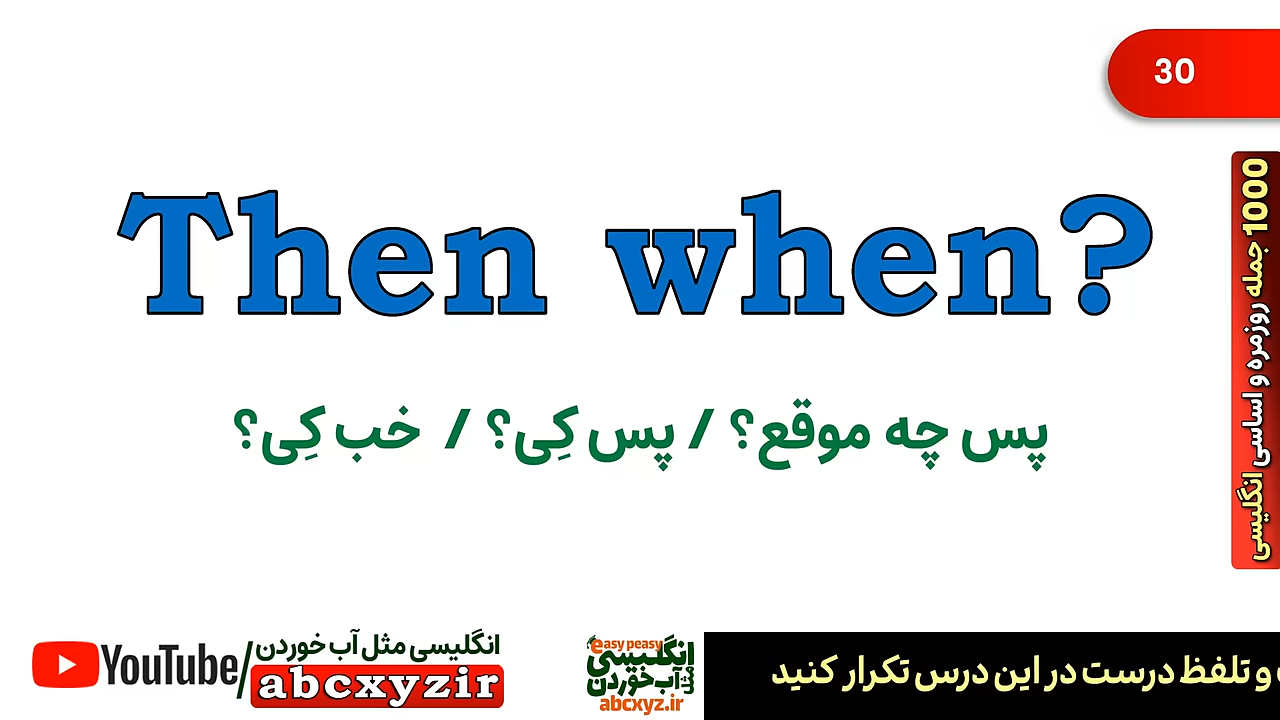 30
1000 جمله روزمره و اساسی انگلیسی
Then when?
پس چه موقع؟ / پس کِی؟ / خب کِی؟
YouTube/
انگلیسی مثل آب خوردن
abcxyzir
easy peasy
انگلیسی
مثل آب خوردن
abcxyz.ir
و تلفظ درست در این درس تکرار کنید